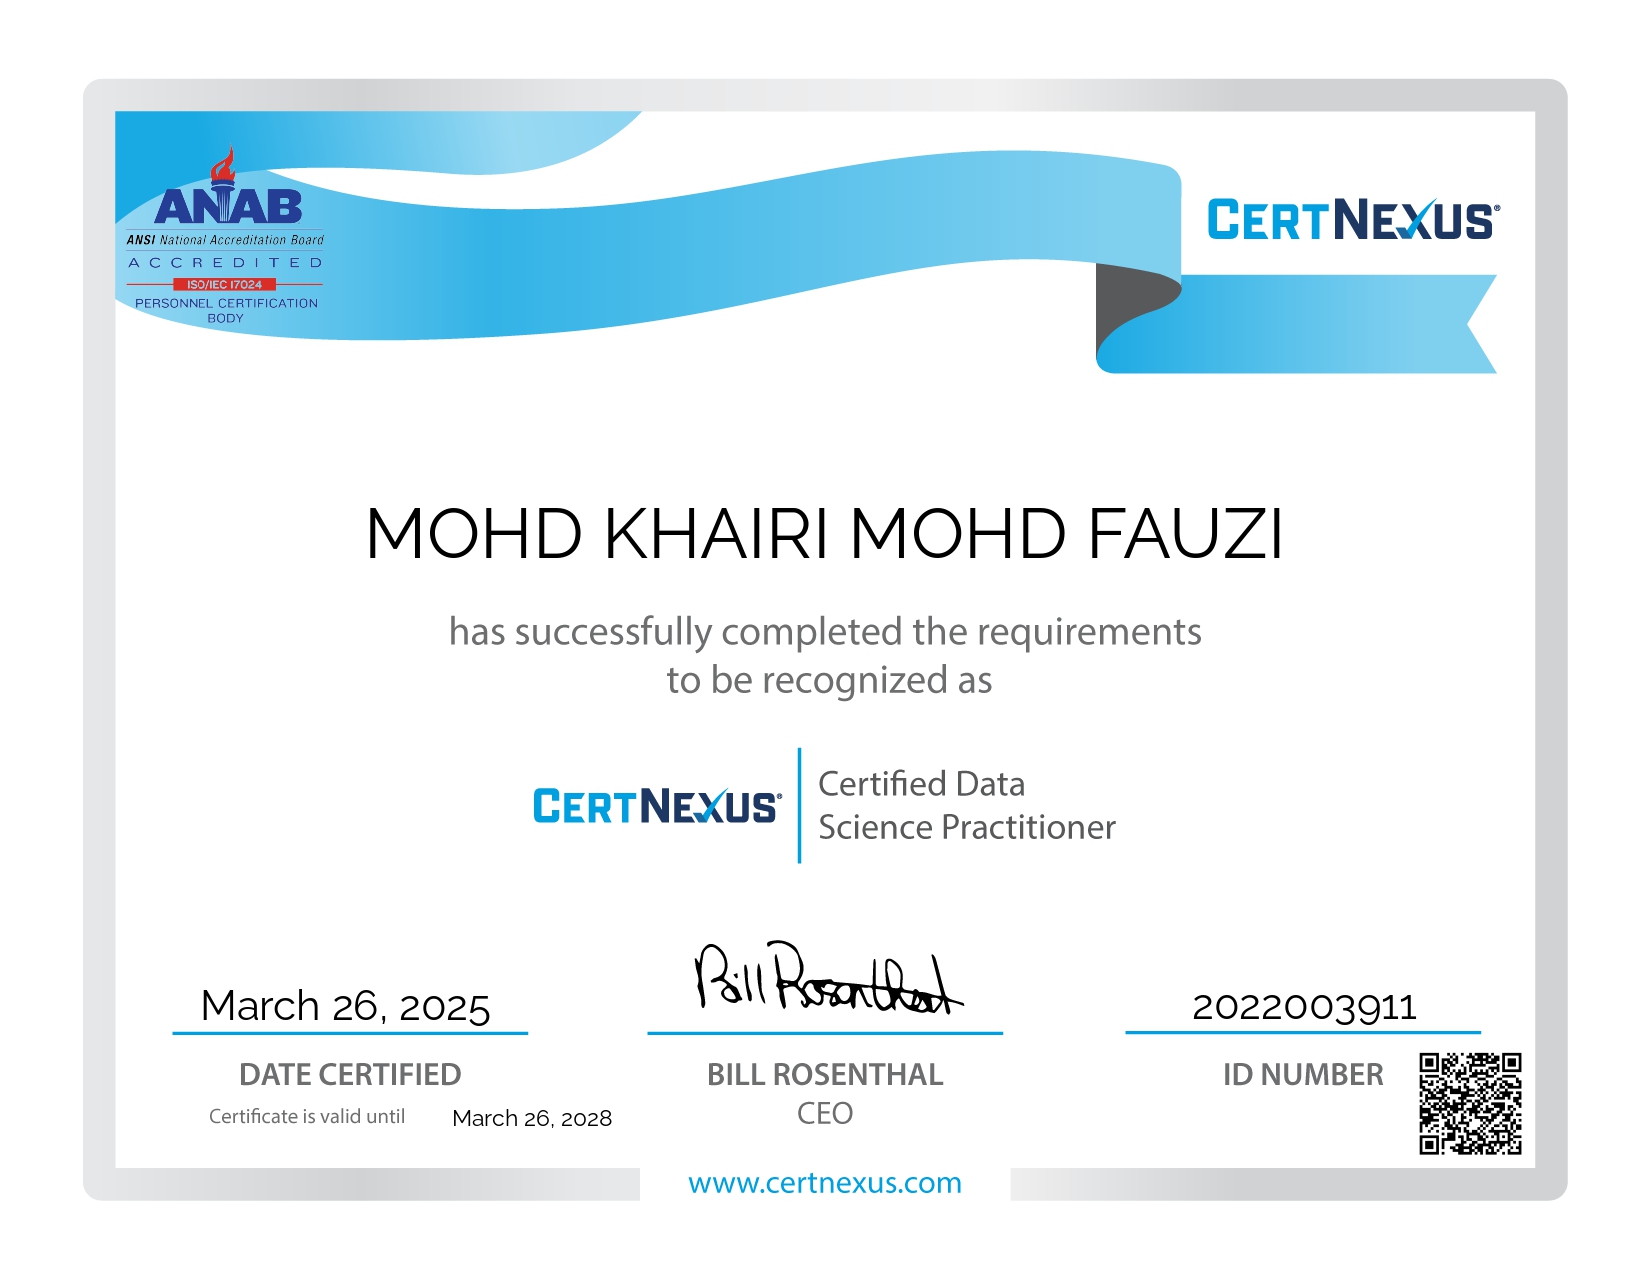 ANAB
ANSI National Accreditation Board
ACCREDITED
ISO/IEC 17024
PERSONNEL CERTIFICATION
BODY
CERTNEXUS®
MOHD KHAIRI MOHD FAUZI
has successfully completed the requirements
to be recognized as
CERTNEXUS®
Certified Data
Science Practitioner
March 26, 2025
DATE CERTIFIED
Certificate is valid until March 26, 2028
Bill Rosenthal
BILL ROSENTHAL
CEO
2022003911
ID NUMBER
www.certnexus.com